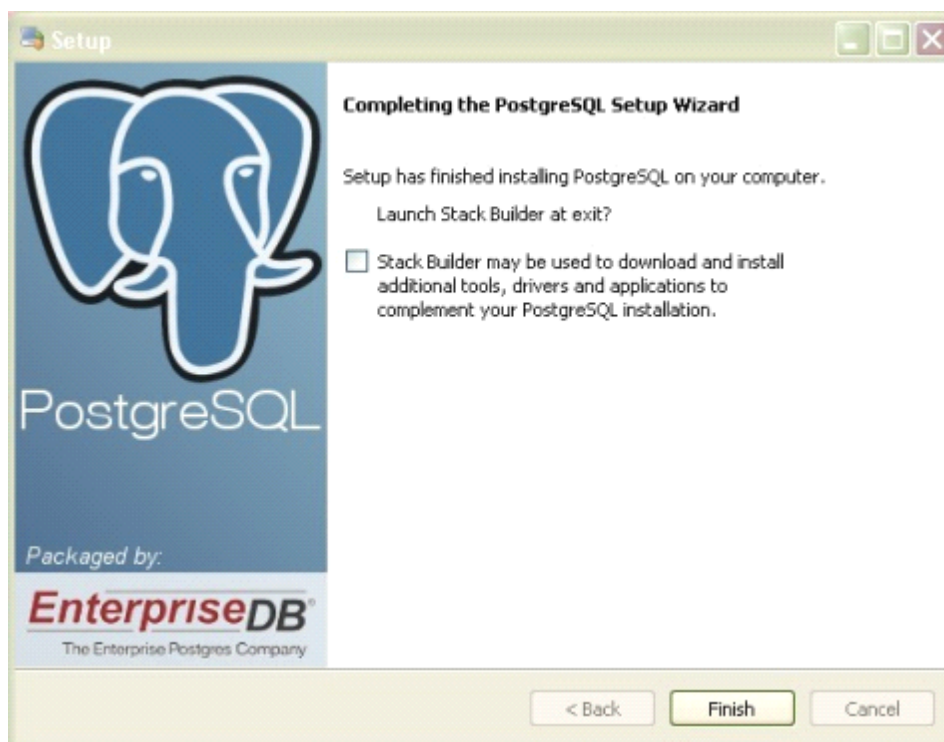 Setup
Completing the PostgreSQL Setup Wizard
Setup has finished installing PostgreSQL on your computer.
Launch Stack Builder at exit?
Stack Builder may be used to download and install
additional tools, drivers and applications to
complement your PostgreSQL installation.
PostgreSQL
Packaged by:
EnterpriseDB®
The Enterprise Postgres Company
< Back
Finish
Cancel